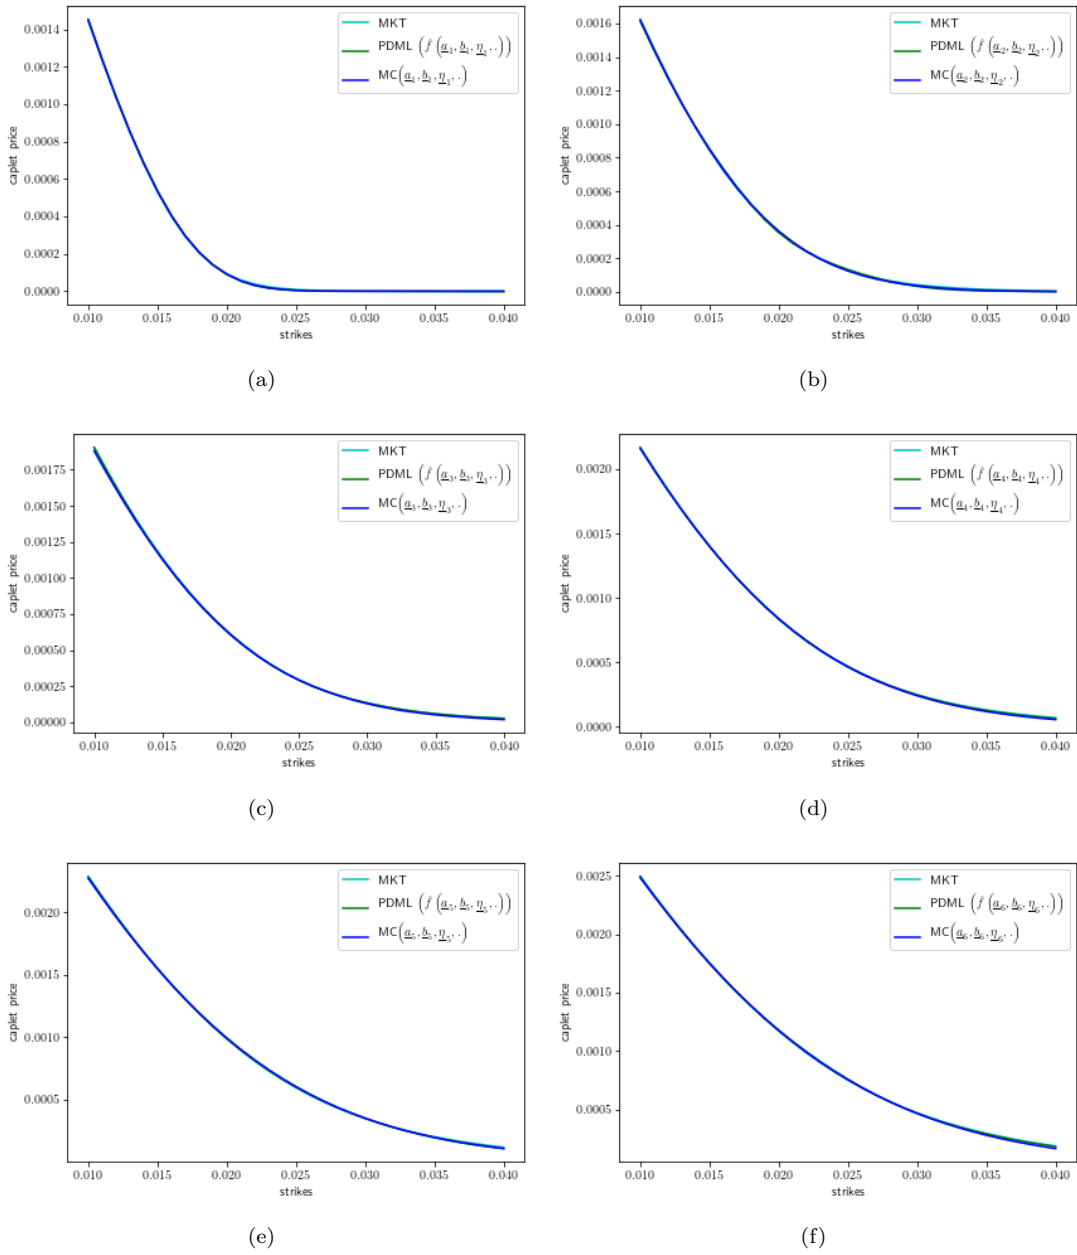 MKT
PDML (f̂ (a₁, b₁, η₁, .))
MC(a₁, b₁, η₁, .)
0.0014
0.0012
0.0010
0.0008
0.0006
0.0004
0.0002
0.0000
caplet price
0.010 0.015 0.020 0.025 0.030 0.035 0.040
strikes
(a)
MKT
PDML (f̂ (a₂, b₂, η₂, .))
MC(a₂, b₂, η₂, .)
0.0016
0.0014
0.0012
0.0010
0.0008
0.0006
0.0004
0.0002
0.0000
caplet price
0.010 0.015 0.020 0.025 0.030 0.035 0.040
strikes
(b)
MKT
PDML (f̂ (a₃, b₃, η₃, .))
MC(a₃, b₃, η₃, .)
0.00175
0.00150
0.00125
0.00100
0.00075
0.00050
0.00025
0.00000
caplet price
0.010 0.015 0.020 0.025 0.030 0.035 0.040
strikes
(c)
MKT
PDML (f̂ (a₄, b₄, η₄, .))
MC(a₄, b₄, η₄, .)
0.0020
0.0015
0.0010
0.0005
0.0000
caplet price
0.010 0.015 0.020 0.025 0.030 0.035 0.040
strikes
(d)
MKT
PDML (f̂ (a₅, b₅, η₅, .))
MC(a₅, b₅, η₅, .)
0.0020
0.0015
0.0010
0.0005
caplet price
0.010 0.015 0.020 0.025 0.030 0.035 0.040
strikes
(e)
MKT
PDML (f̂ (a₆, b₆, η₆, .))
MC(a₆, b₆, η₆, .)
0.0025
0.0020
0.0015
0.0010
0.0005
caplet price
0.010 0.015 0.020 0.025 0.030 0.035 0.040
strikes
(f)